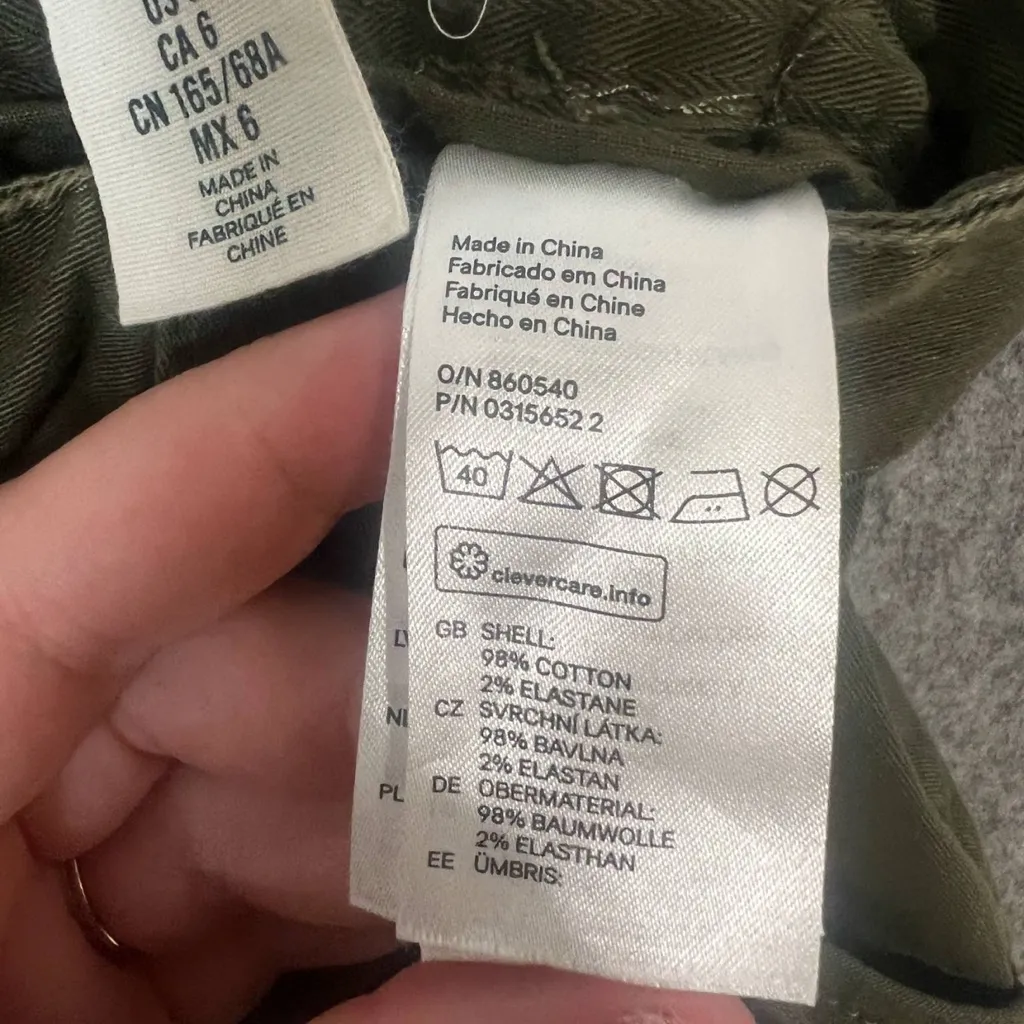 CA 6
CN 165/68A
MX 6
MADE IN
CHINA
FABRIQUÉ EN
CHINE
Made in China
Fabricado em China
Fabriqué en Chine
Hecho en China
O/N 860540
P/N 0315652 2
40
clevercare.info
GB SHELL:
98% COTTON
2% ELASTANE
CZ SVRCHNÍ LÁTKA:
98% BAVLNA
2% ELASTAN
DE OBERMATERIAL:
98% BAUMWOLLE
2% ELASTHAN
EE ÜMBRIS:
PL